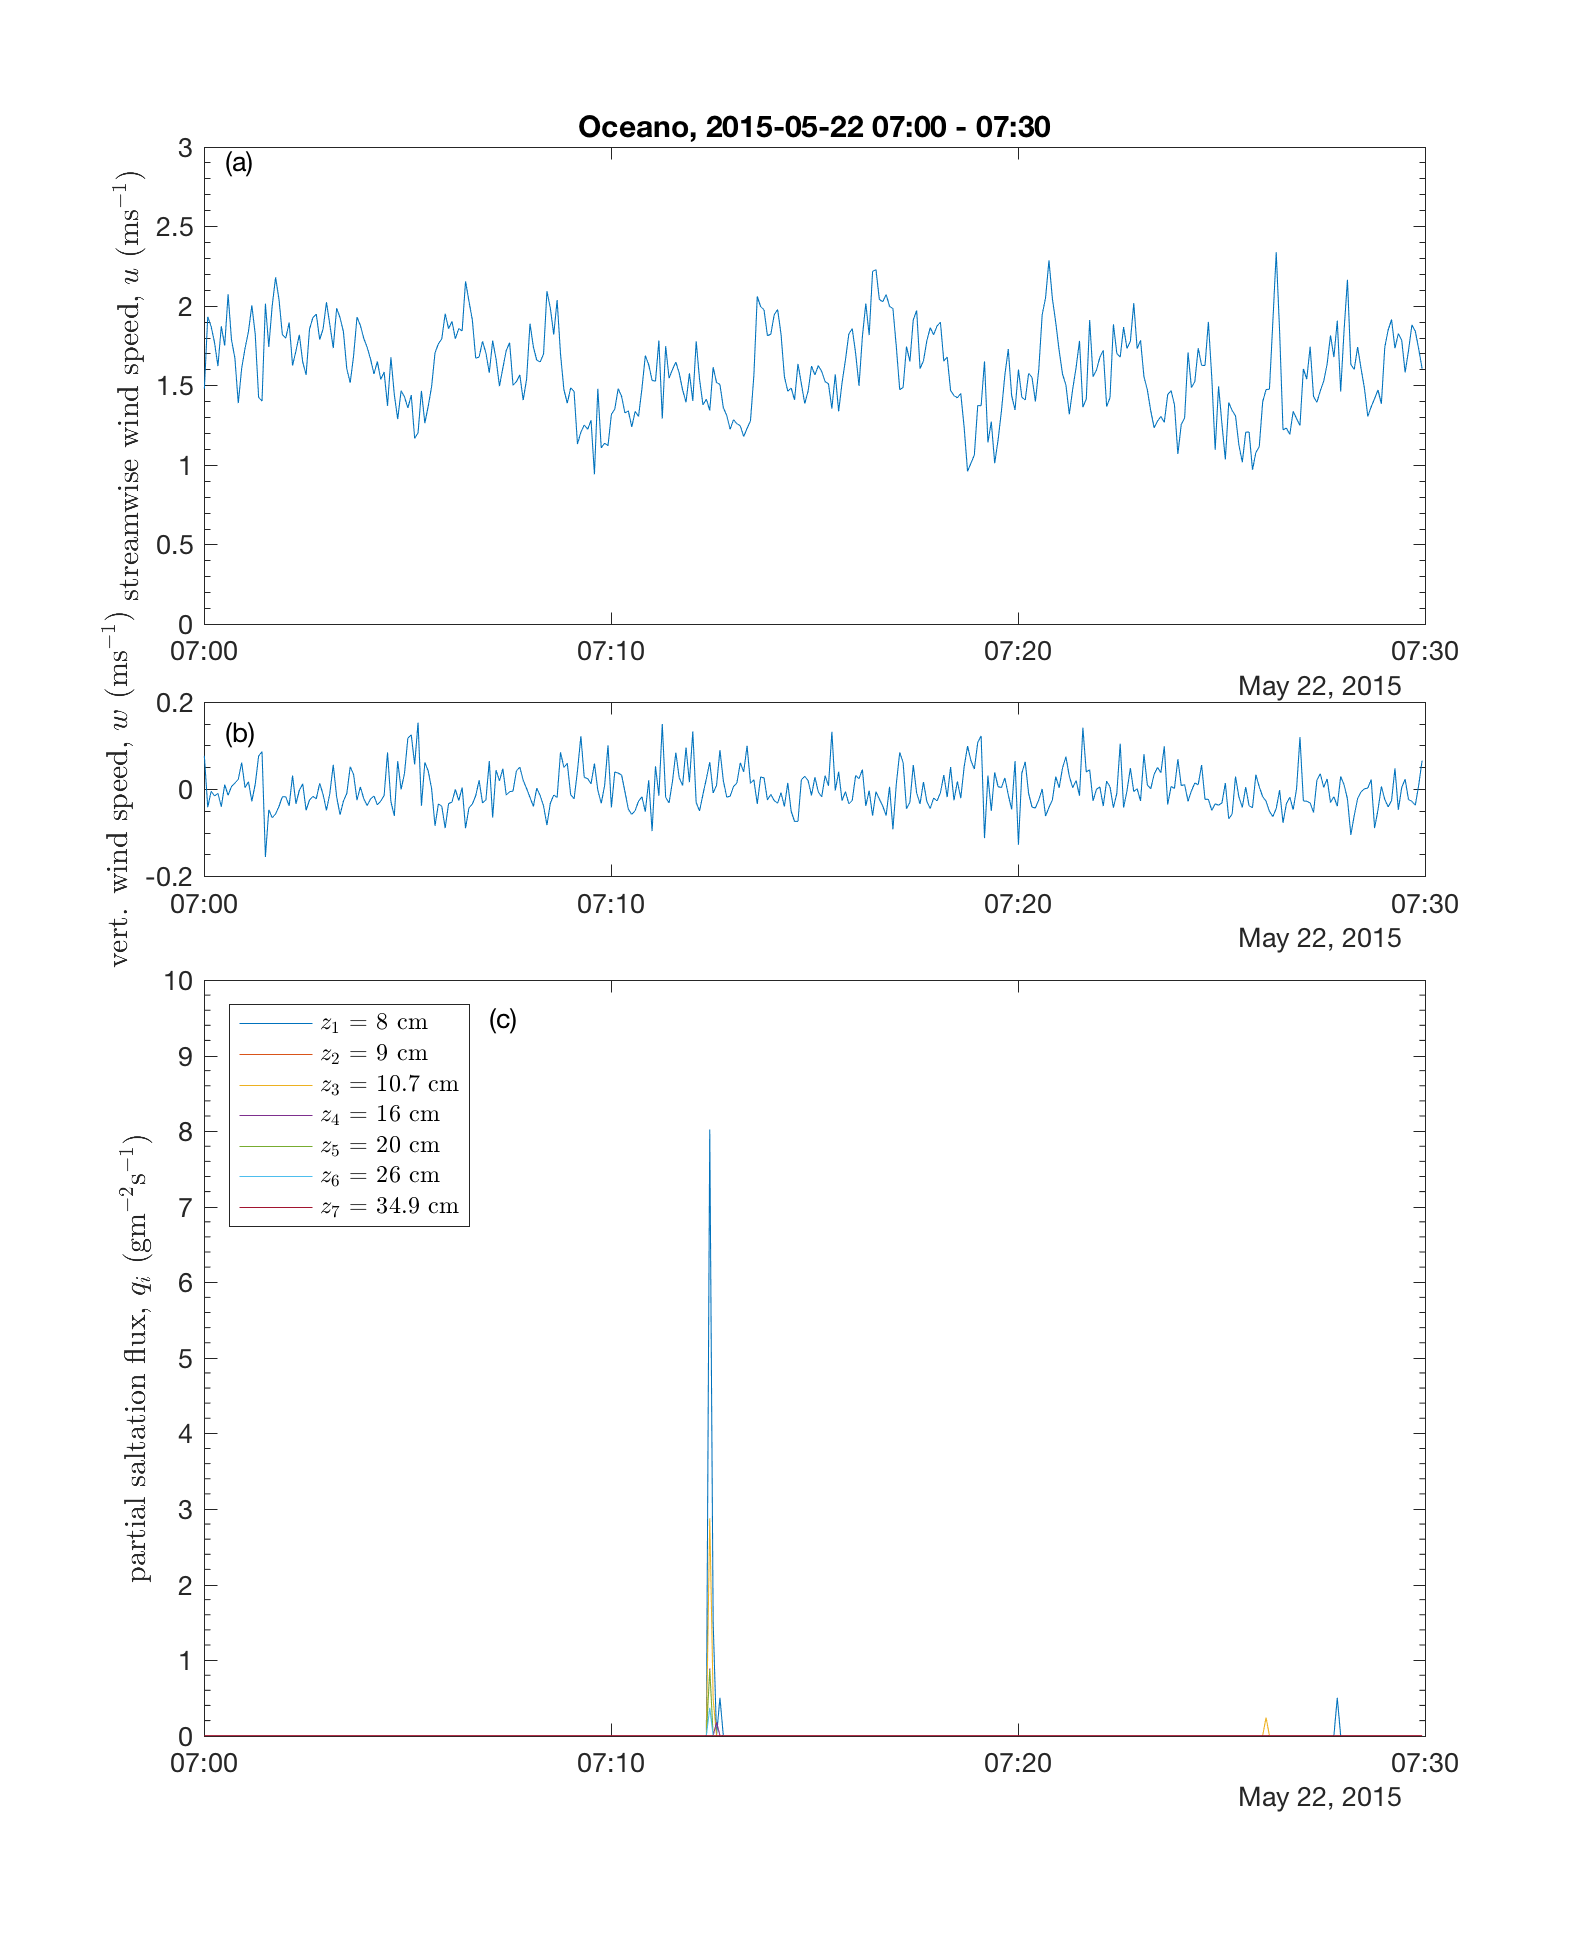 Oceano, 2015-05-22 07:00 - 07:30
(a)
streamwise wind speed, u (ms⁻¹)
3
2.5
2
1.5
1
0.5
0
07:00 07:10 07:20 07:30
May 22, 2015
(b)
vert. wind speed, w (ms⁻¹)
0.2
0
-0.2
07:00 07:10 07:20 07:30
May 22, 2015
(c)
partial saltation flux, qᵢ (gm⁻²s⁻¹)
10
9
8
7
6
5
4
3
2
1
0
z₁ = 8 cm
z₂ = 9 cm
z₃ = 10.7 cm
z₄ = 16 cm
z₅ = 20 cm
z₆ = 26 cm
z₇ = 34.9 cm
07:00 07:10 07:20 07:30
May 22, 2015